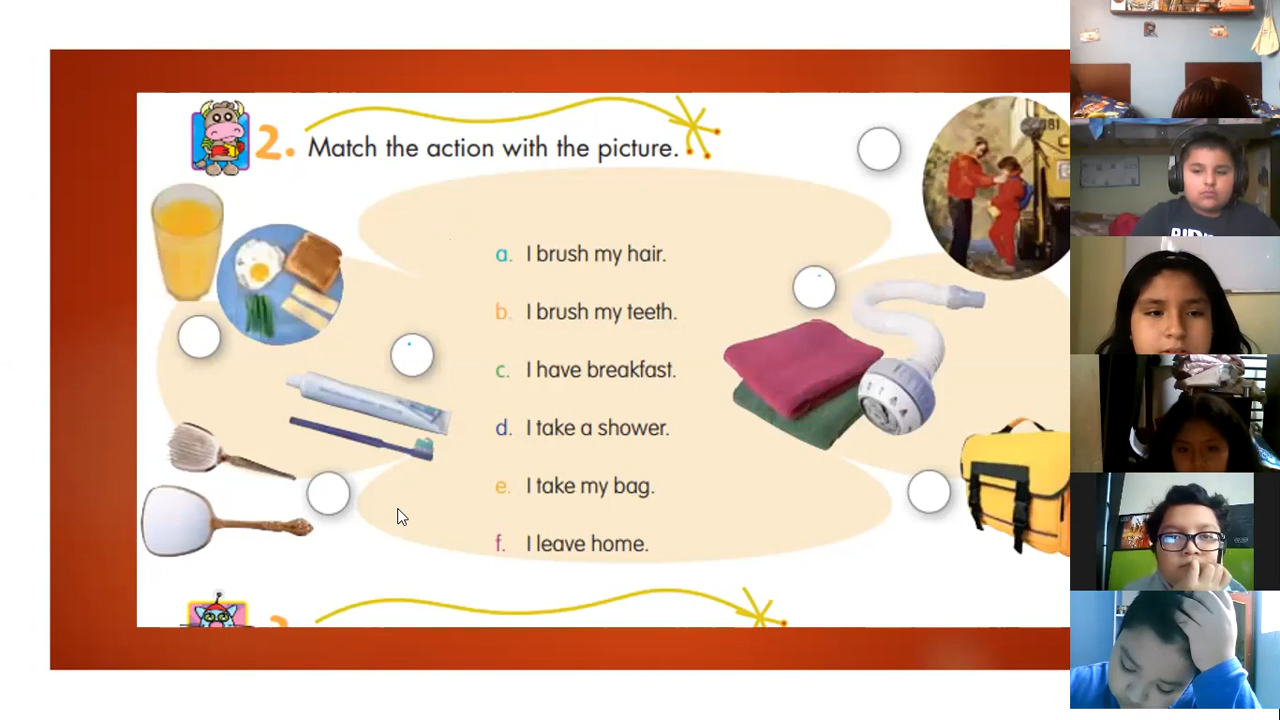 2. Match the action with the picture.
a. I brush my hair.
b. I brush my teeth.
c. I have breakfast.
d. I take a shower.
e. I take my bag.
f. I leave home.